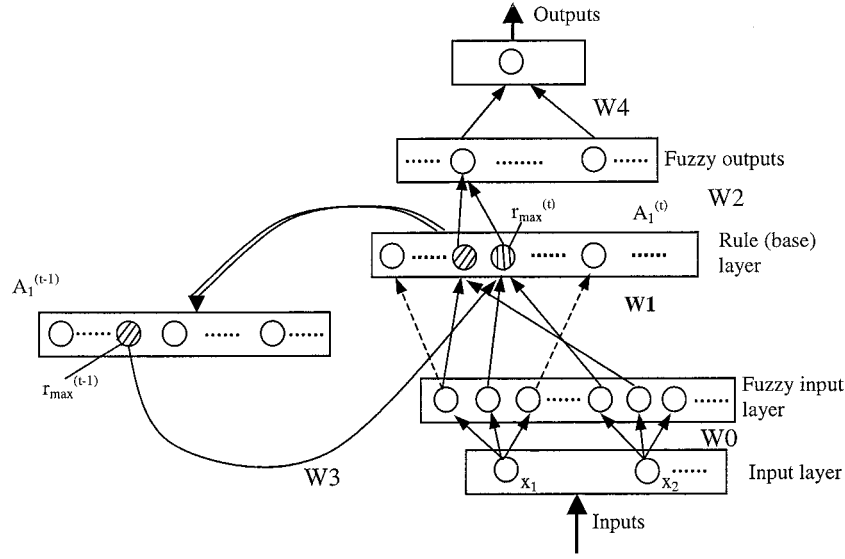 Outputs
W4
Fuzzy outputs
W2
r_max^(t)
A_1^(t)
Rule (base)
layer
A_1^(t-1)
W1
r_max^(t-1)
Fuzzy input
layer
W0
W3
x_1
x_2
Input layer
Inputs